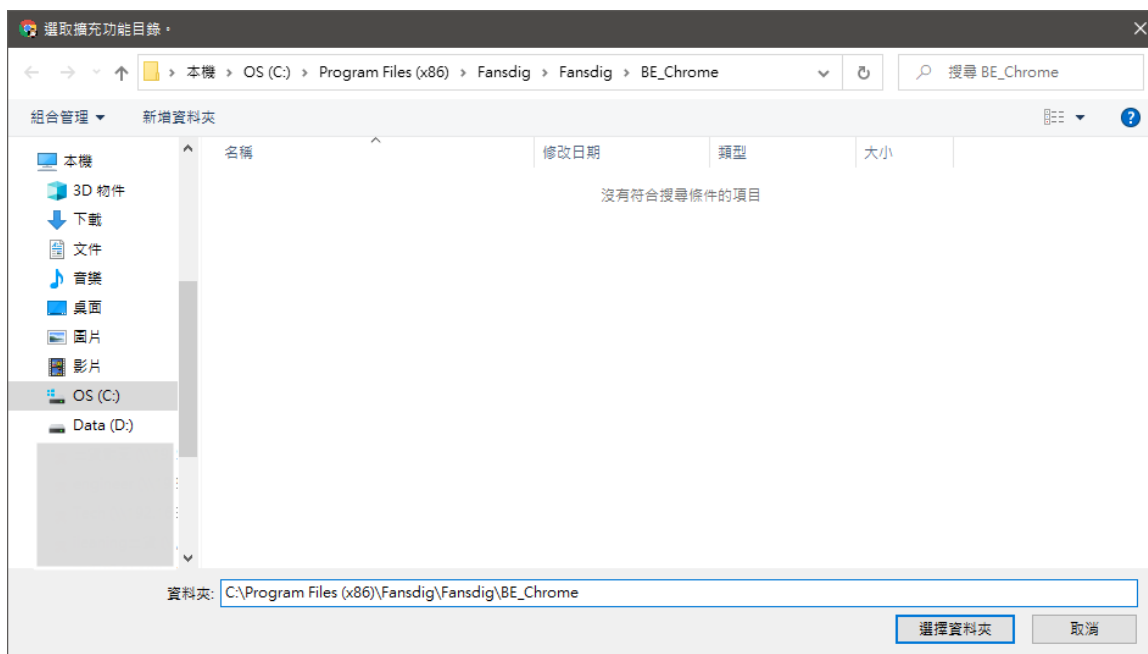 選取擴充功能目錄。
本機 › OS (C:) › Program Files (x86) › Fansdig › Fansdig › BE_Chrome
搜尋 BE_Chrome
組合管理 新增資料夾
名稱 修改日期 類型 大小
沒有符合搜尋條件的項目
本機
3D 物件
下載
文件
音樂
桌面
圖片
影片
OS (C:)
Data (D:)
資料夾: C:\Program Files (x86)\Fansdig\Fansdig\BE_Chrome
選擇資料夾 取消